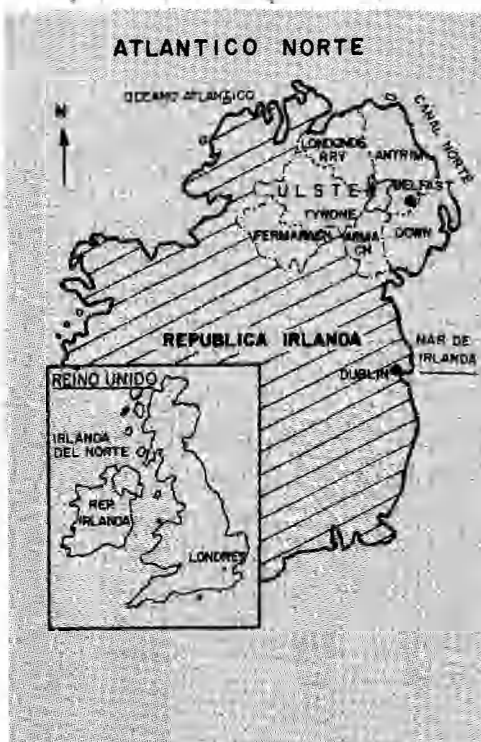 ATLANTICO NORTE
OCEANO ATLANTICO
N
CANAL NORTE
LONDONDE
RRY
ANTRIM
ULSTE
BELFAST
TYRONE
FERMANAGH
ARMA
GH
DOWN
REPUBLICA IRLANDA
MAR DE
IRLANDA
DUBLIN
REINO UNIDO
IRLANDA
DEL NORTE
REP.
IRLANDA
LONDRES